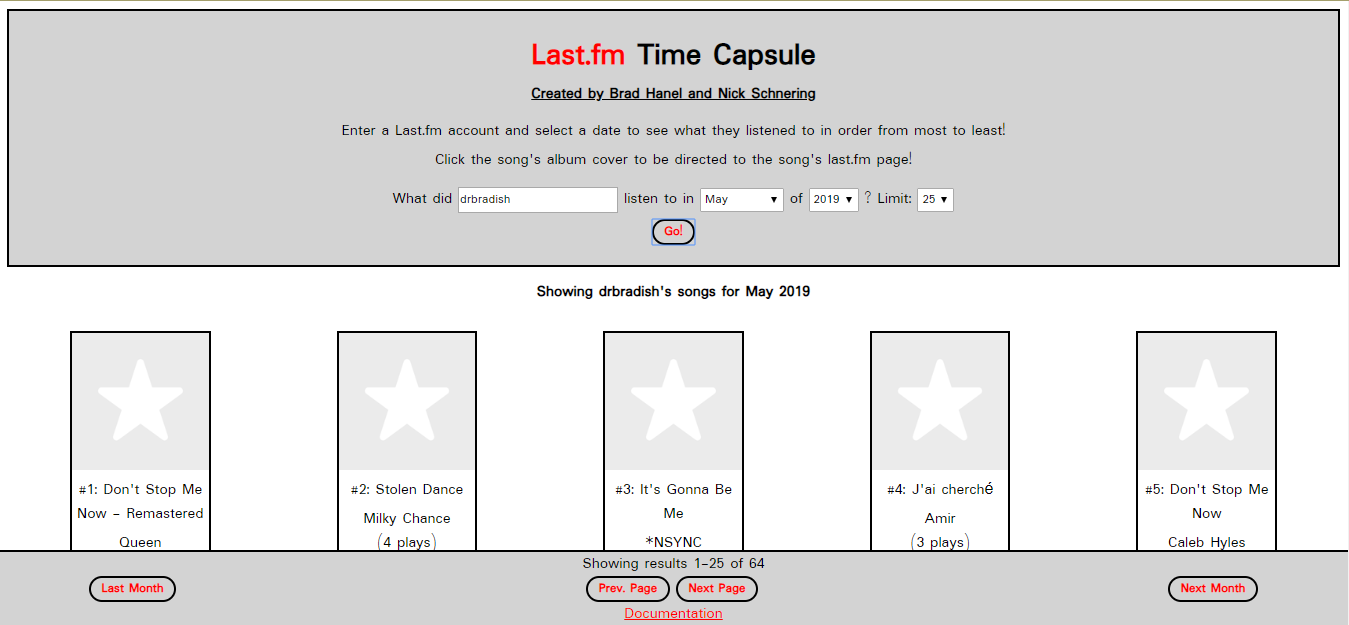 Last.fm Time Capsule
Created by Brad Hanel and Nick Schnering
Enter a Last.fm account and select a date to see what they listened to in order from most to least!
Click the song's album cover to be directed to the song's last.fm page!
What did drbradish listen to in May of 2019 ? Limit: 25
Go!
Showing drbradish's songs for May 2019
#1: Don't Stop Me
Now - Remastered
Queen
#2: Stolen Dance
Milky Chance
(4 plays)
#3: It's Gonna Be
Me
*NSYNC
#4: J'ai cherché
Amir
(3 plays)
#5: Don't Stop Me
Now
Caleb Hyles
Showing results 1-25 of 64
Last Month
Prev. Page
Next Page
Next Month
Documentation